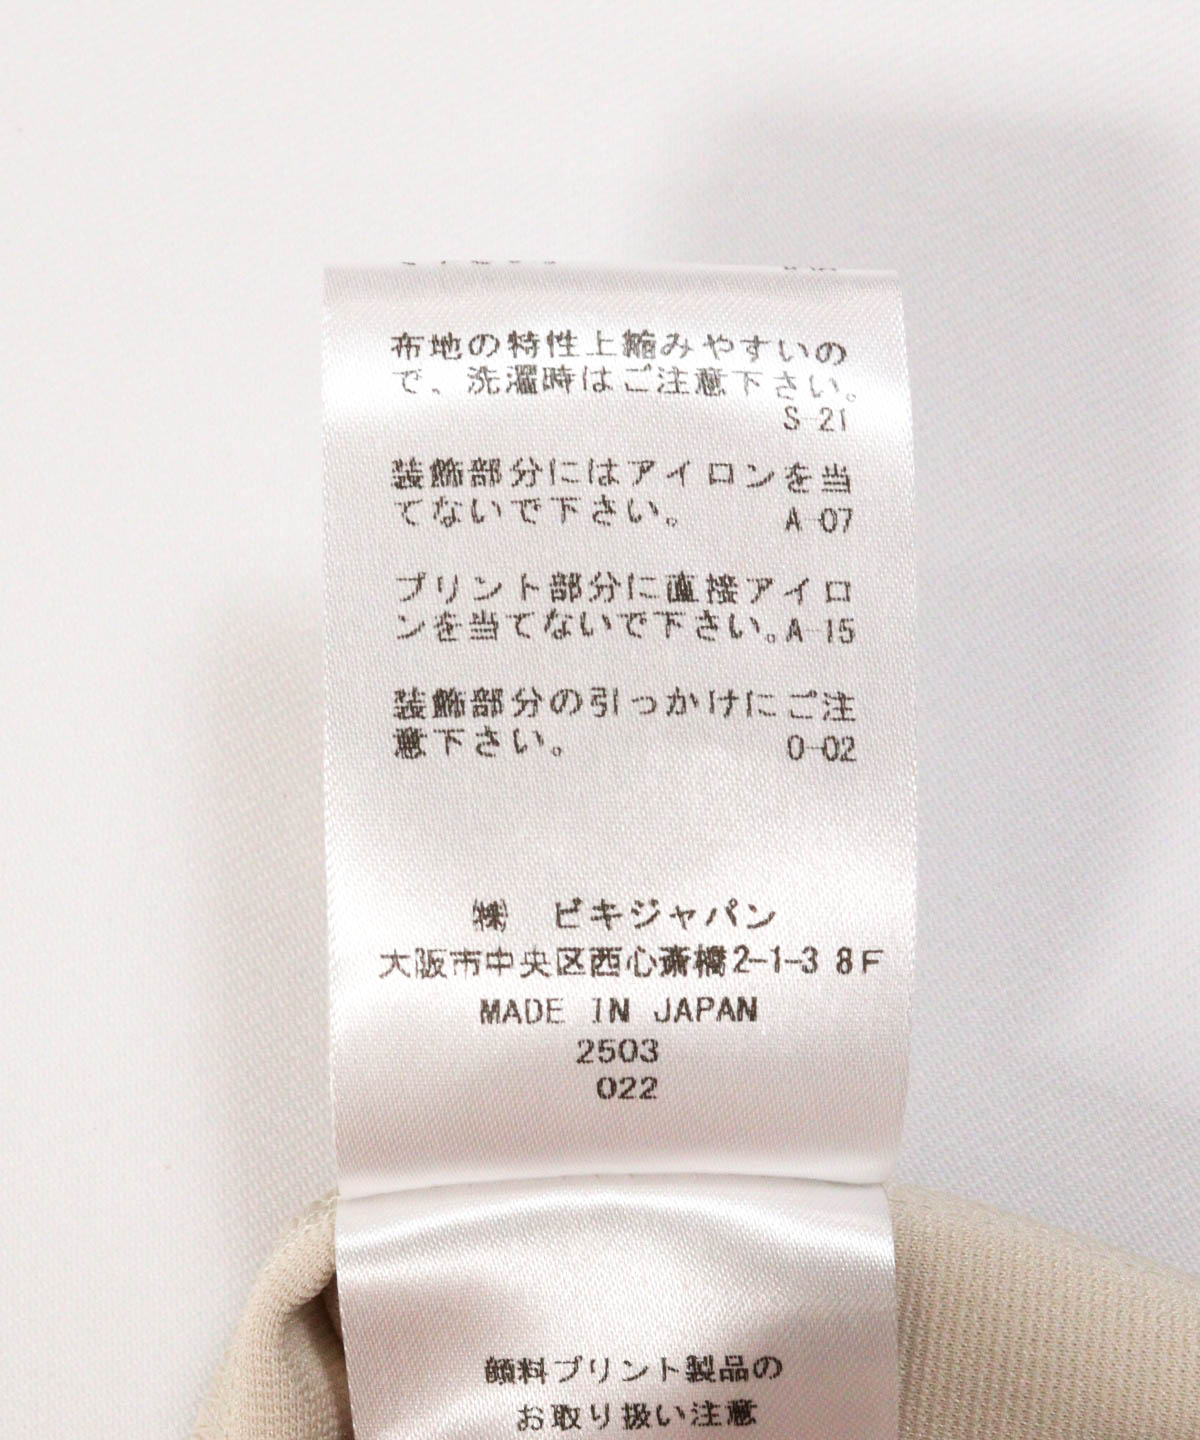 布地の特性上縮みやすいの
で、洗濯時はご注意下さい。
S-21
装飾部分にはアイロンを当
てないで下さい。 A-07
プリント部分に直接アイロ
ンを当てないで下さい。A-15
装飾部分の引っかけにご注
意下さい。 O-02
㈱ ビキジャパン
大阪市中央区西心斎橋2-1-3 8F
MADE IN JAPAN
2503
022
顔料プリント製品の
お取り扱い注意